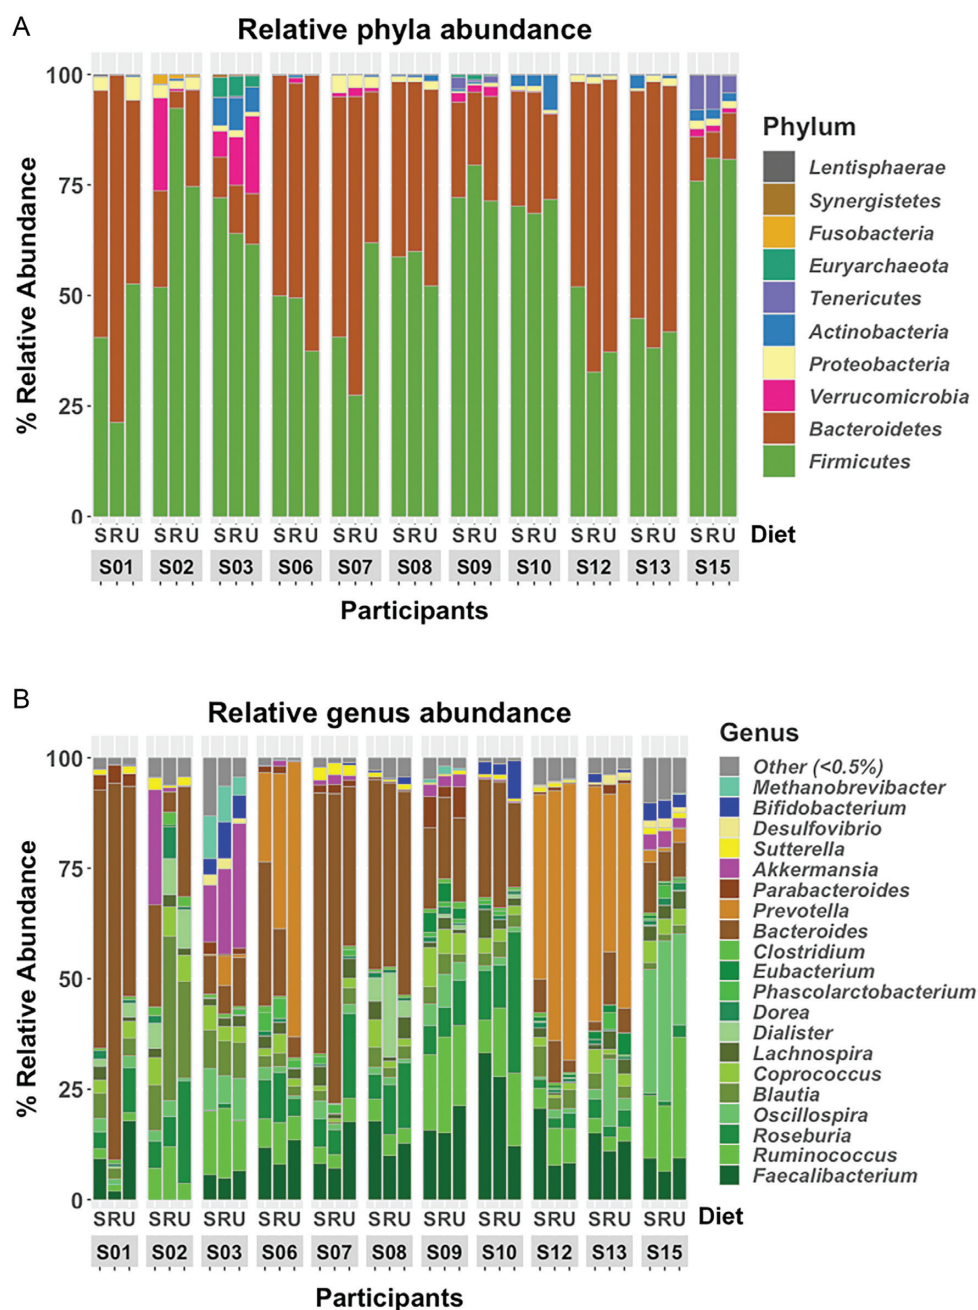 A
Relative phyla abundance
% Relative Abundance
100
75
50
25
0
Phylum
Lentisphaerae
Synergistetes
Fusobacteria
Euryarchaeota
Tenericutes
Actinobacteria
Proteobacteria
Verrucomicrobia
Bacteroidetes
Firmicutes
SRU SRU SRU SRU SRU SRU SRU SRU SRU SRU SRU Diet
S01 S02 S03 S06 S07 S08 S09 S10 S12 S13 S15
Participants
B
Relative genus abundance
% Relative Abundance
100
75
50
25
0
Genus
Other (<0.5%)
Methanobrevibacter
Bifidobacterium
Desulfovibrio
Sutterella
Akkermansia
Parabacteroides
Prevotella
Bacteroides
Clostridium
Eubacterium
Phascolarctobacterium
Dorea
Dialister
Lachnospira
Coprococcus
Blautia
Oscillospira
Roseburia
Ruminococcus
Faecalibacterium
SRU SRU SRU SRU SRU SRU SRU SRU SRU SRU SRU Diet
S01 S02 S03 S06 S07 S08 S09 S10 S12 S13 S15
Participants